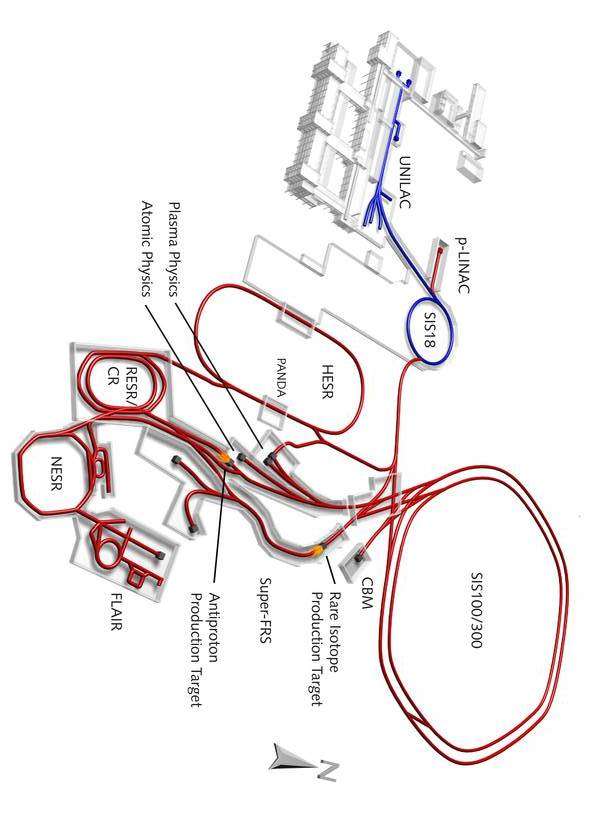 UNILAC
p-LINAC
SIS18
Plasma Physics
Atomic Physics
HESR
PANDA
RESR/
CR
NESR
SIS100/300
CBM
Rare Isotope
Production Target
Super-FRS
Antiproton
Production Target
FLAIR
N